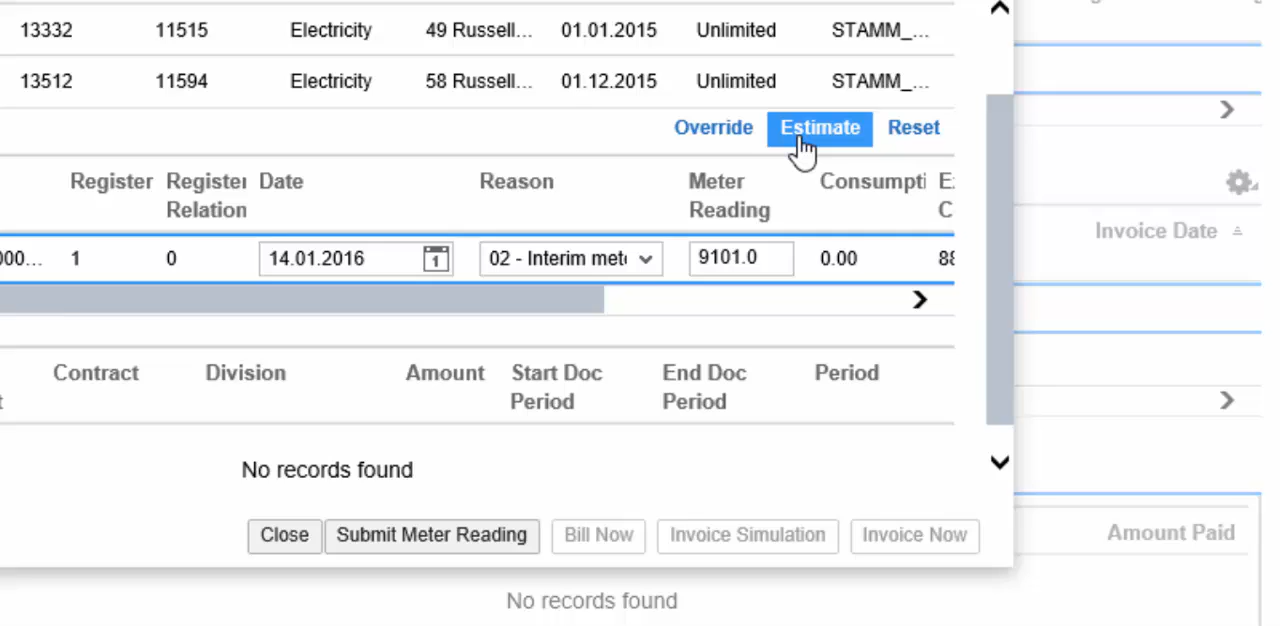 13332 11515 Electricity 49 Russell... 01.01.2015 Unlimited STAMM_...
13512 11594 Electricity 58 Russell... 01.12.2015 Unlimited STAMM_...
Override Estimate Reset
Register Register Relation Date Reason Meter Reading Consumpti
000... 1 0 14.01.2016 1 02 - Interim met 9101.0 0.00 88
Contract Division Amount Start Doc Period End Doc Period Period
No records found
Close Submit Meter Reading Bill Now Invoice Simulation Invoice Now
Invoice Date
Amount Paid
No records found